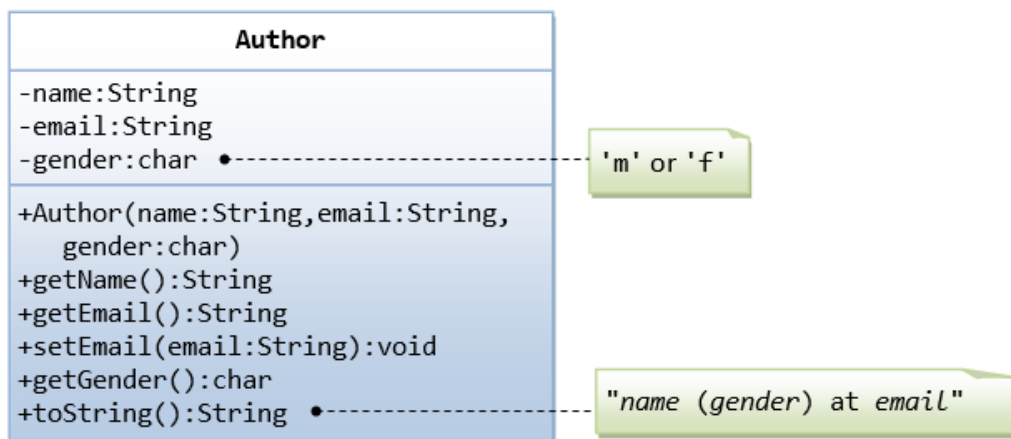 Author
-name:String
-email:String
-gender:char
'm' or 'f'
+Author(name:String,email:String,
gender:char)
+getName():String
+getEmail():String
+setEmail(email:String):void
+getGender():char
+toString():String
"name (gender) at email"